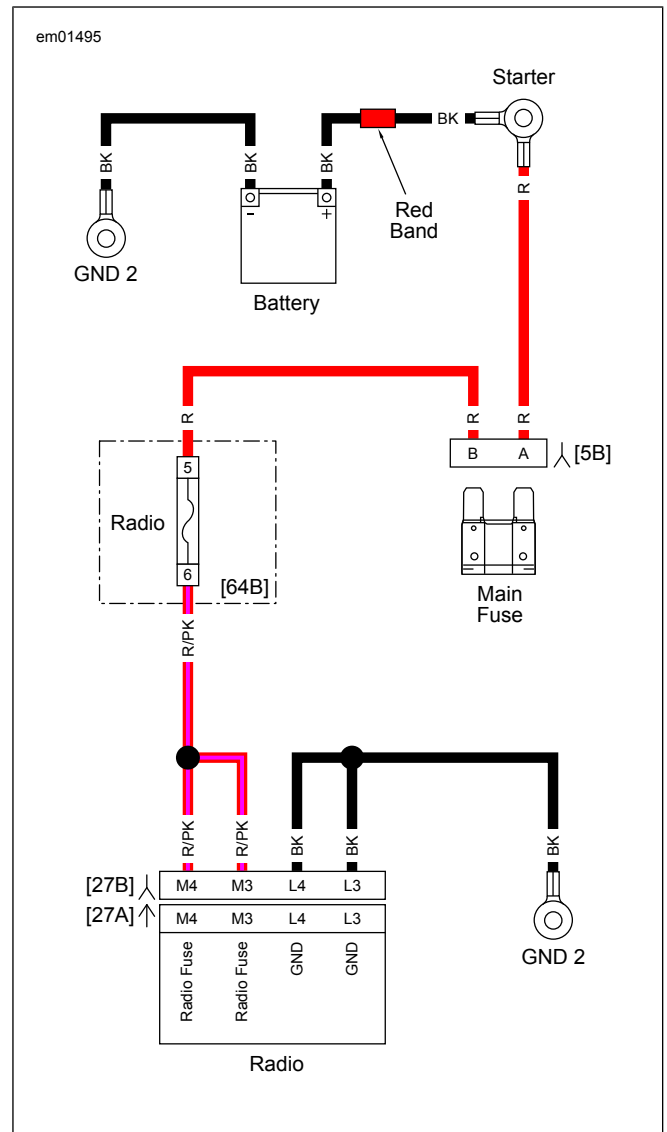 em01495
Starter
BK
BK
BK
BK
R
- +
Red
Band
GND 2
Battery
R
R
R
R
B A
[5B]
5
Radio
6
[64B]
Main
Fuse
R/PK
R/PK
R/PK
BK
BK
BK
[27B]
M4 M3 L4 L3
[27A]
M4 M3 L4 L3
Radio Fuse
Radio Fuse
GND
GND
GND 2
Radio